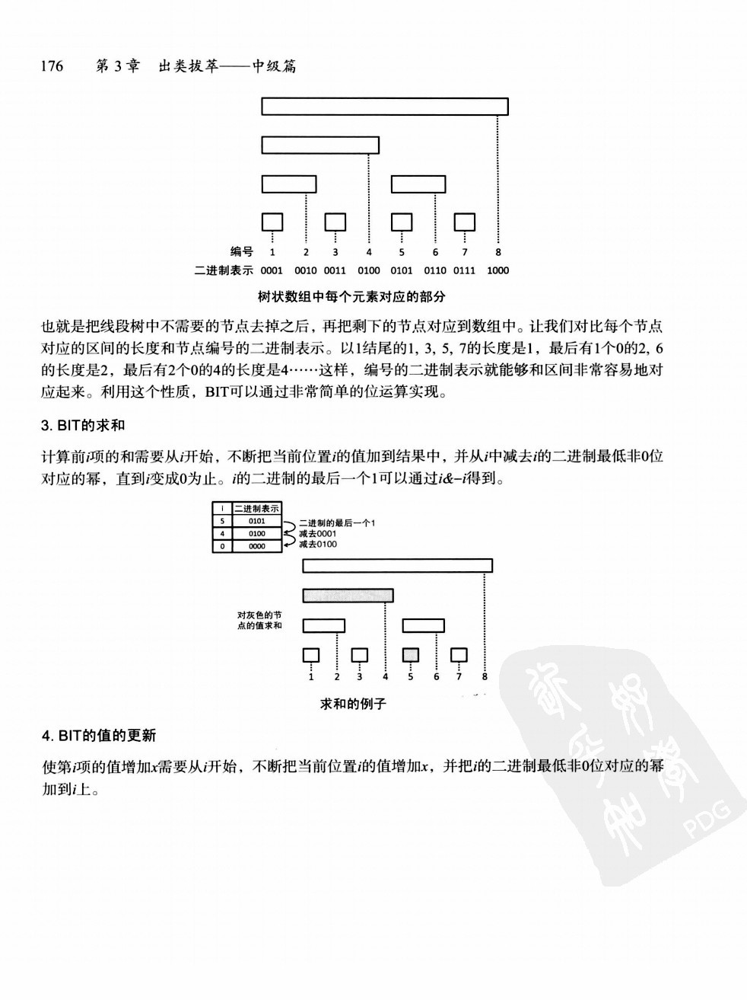 176 第 3 章 出类拔萃——中级篇
编号 1 2 3 4 5 6 7 8
二进制表示 0001 0010 0011 0100 0101 0110 0111 1000
树状数组中每个元素对应的部分
也就是把线段树中不需要的节点去掉之后，再把剩下的节点对应到数组中。让我们对比每个节点
对应的区间的长度和节点编号的二进制表示。以1结尾的1, 3, 5, 7的长度是1，最后有1个0的2, 6
的长度是2，最后有2个0的4的长度是4……这样，编号的二进制表示就能够和区间非常容易地对
应起来。利用这个性质，BIT可以通过非常简单的位运算实现。
3. BIT的求和
计算前i项的和需要从i开始，不断把当前位置i的值加到结果中，并从i中减去i的二进制最低非0位
对应的幂，直到i变成0为止。i的二进制的最后一个1可以通过i&-i得到。
i 二进制表示
5 0101
4 0100
0 0000
二进制的最后一个1
减去0001
减去0100
对灰色的节
点的值求和
1 2 3 4 5 6 7 8
求和的例子
4. BIT的值的更新
使第i项的值增加x需要从i开始，不断把当前位置i的值增加x，并把i的二进制最低非0位对应的幂
加到i上。
PDG